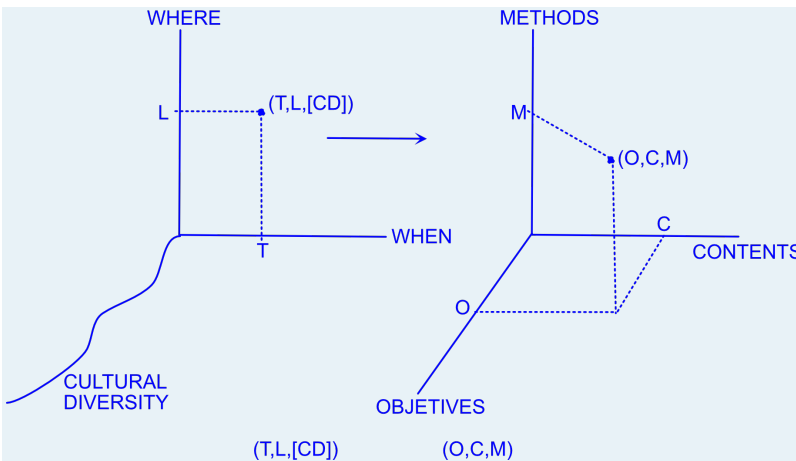 WHERE
METHODS
L
(T,L,[CD])
M
(O,C,M)
C
WHEN
T
CONTENTS
O
CULTURAL
DIVERSITY
OBJETIVES
(T,L,[CD])
(O,C,M)